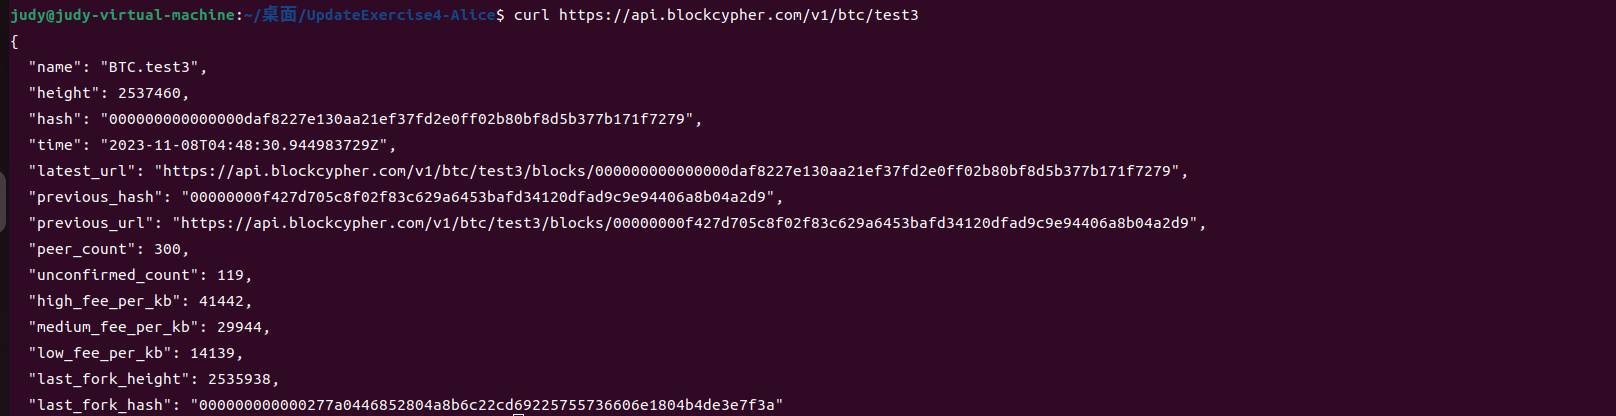 judy@judy-virtual-machine:~/桌面/UpdateExercise4-Alice$ curl https://api.blockcypher.com/v1/btc/test3
{
  "name": "BTC.test3",
  "height": 2537460,
  "hash": "000000000000000daf8227e130aa21ef37fd2e0ff02b80bf8d5b377b171f7279",
  "time": "2023-11-08T04:48:30.944983729Z",
  "latest_url": "https://api.blockcypher.com/v1/btc/test3/blocks/000000000000000daf8227e130aa21ef37fd2e0ff02b80bf8d5b377b171f7279",
  "previous_hash": "00000000f427d705c8f02f83c629a6453bafd34120dfad9c9e94406a8b04a2d9",
  "previous_url": "https://api.blockcypher.com/v1/btc/test3/blocks/00000000f427d705c8f02f83c629a6453bafd34120dfad9c9e94406a8b04a2d9",
  "peer_count": 300,
  "unconfirmed_count": 119,
  "high_fee_per_kb": 41442,
  "medium_fee_per_kb": 29944,
  "low_fee_per_kb": 14139,
  "last_fork_height": 2535938,
  "last_fork_hash": "000000000000277a0446852804a8b6c22cd69225755736606e1804b4de3e7f3a"